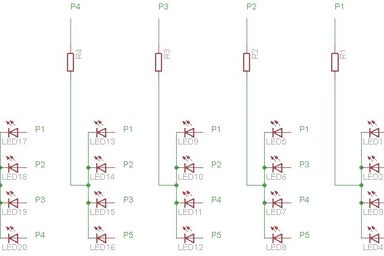 P4 P3 P2 P1
R4 R3 R2 R1
P1 P1 P1 P1
LED17 LED13 LED9 LED5 LED1
P2 P2 P2 P3
LED18 LED14 LED10 LED6 LED2
P3 P3 P4 P4
LED19 LED15 LED11 LED7 LED3
P4 P5 P5 P5
LED20 LED16 LED12 LED8 LED4